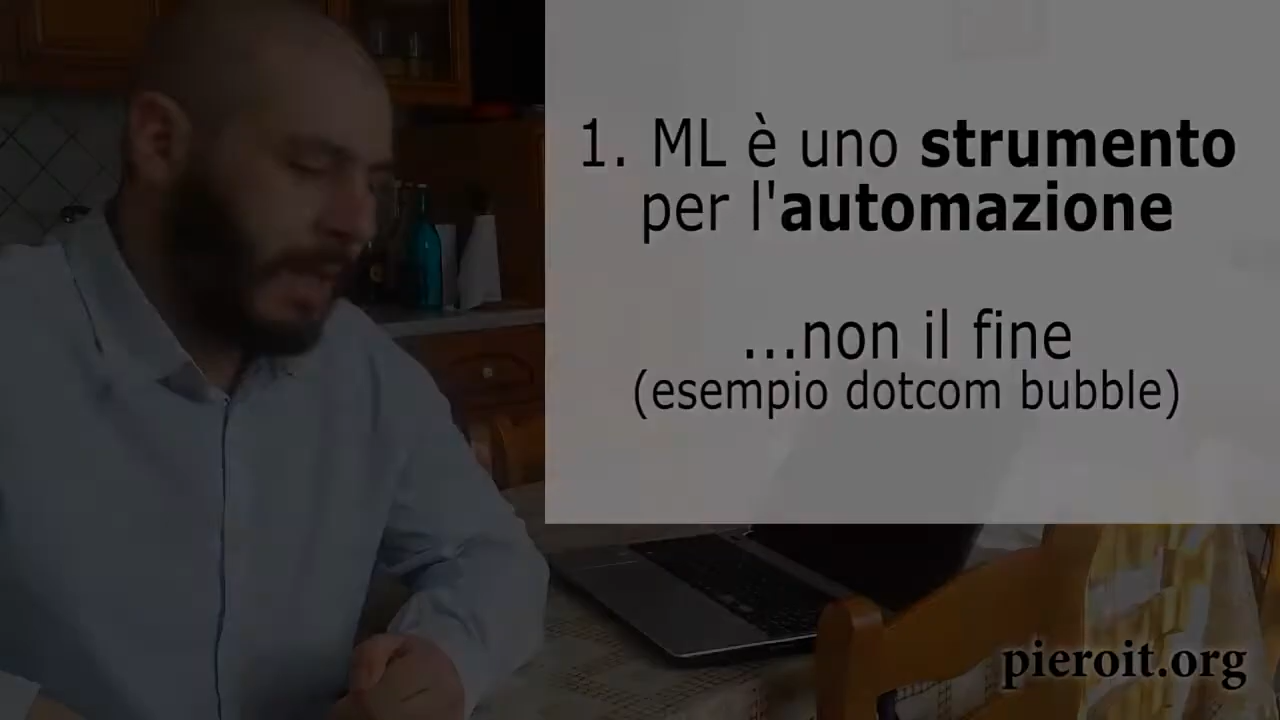 1. ML è uno strumento
per l'automazione
...non il fine
(esempio dotcom bubble)
pieroit.org